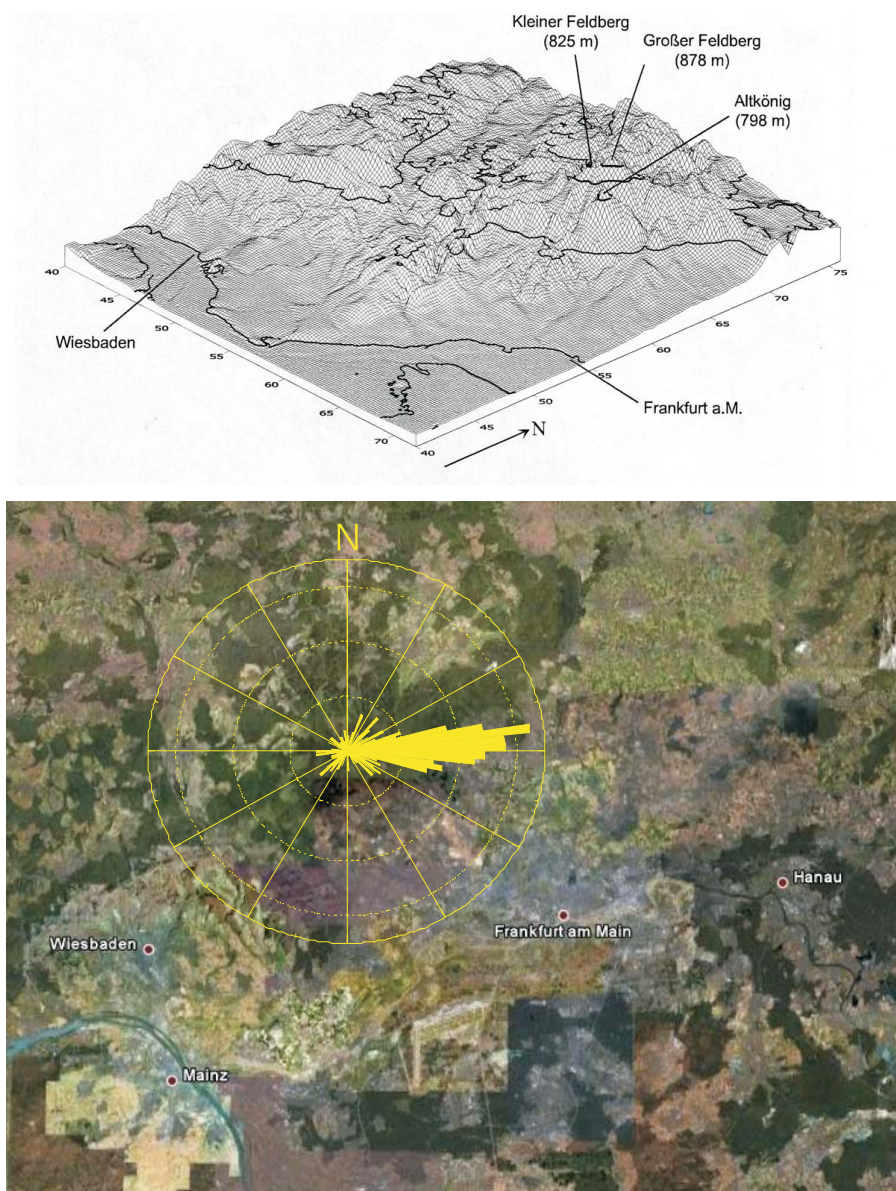 Kleiner Feldberg
(825 m)
Großer Feldberg
(878 m)
Altkönig
(798 m)
40
45
50
55
60
65
70
75
70
65
60
55
50
45
40
Wiesbaden
Frankfurt a.M.
N
N
Hanau
Frankfurt am Main
Wiesbaden
Mainz